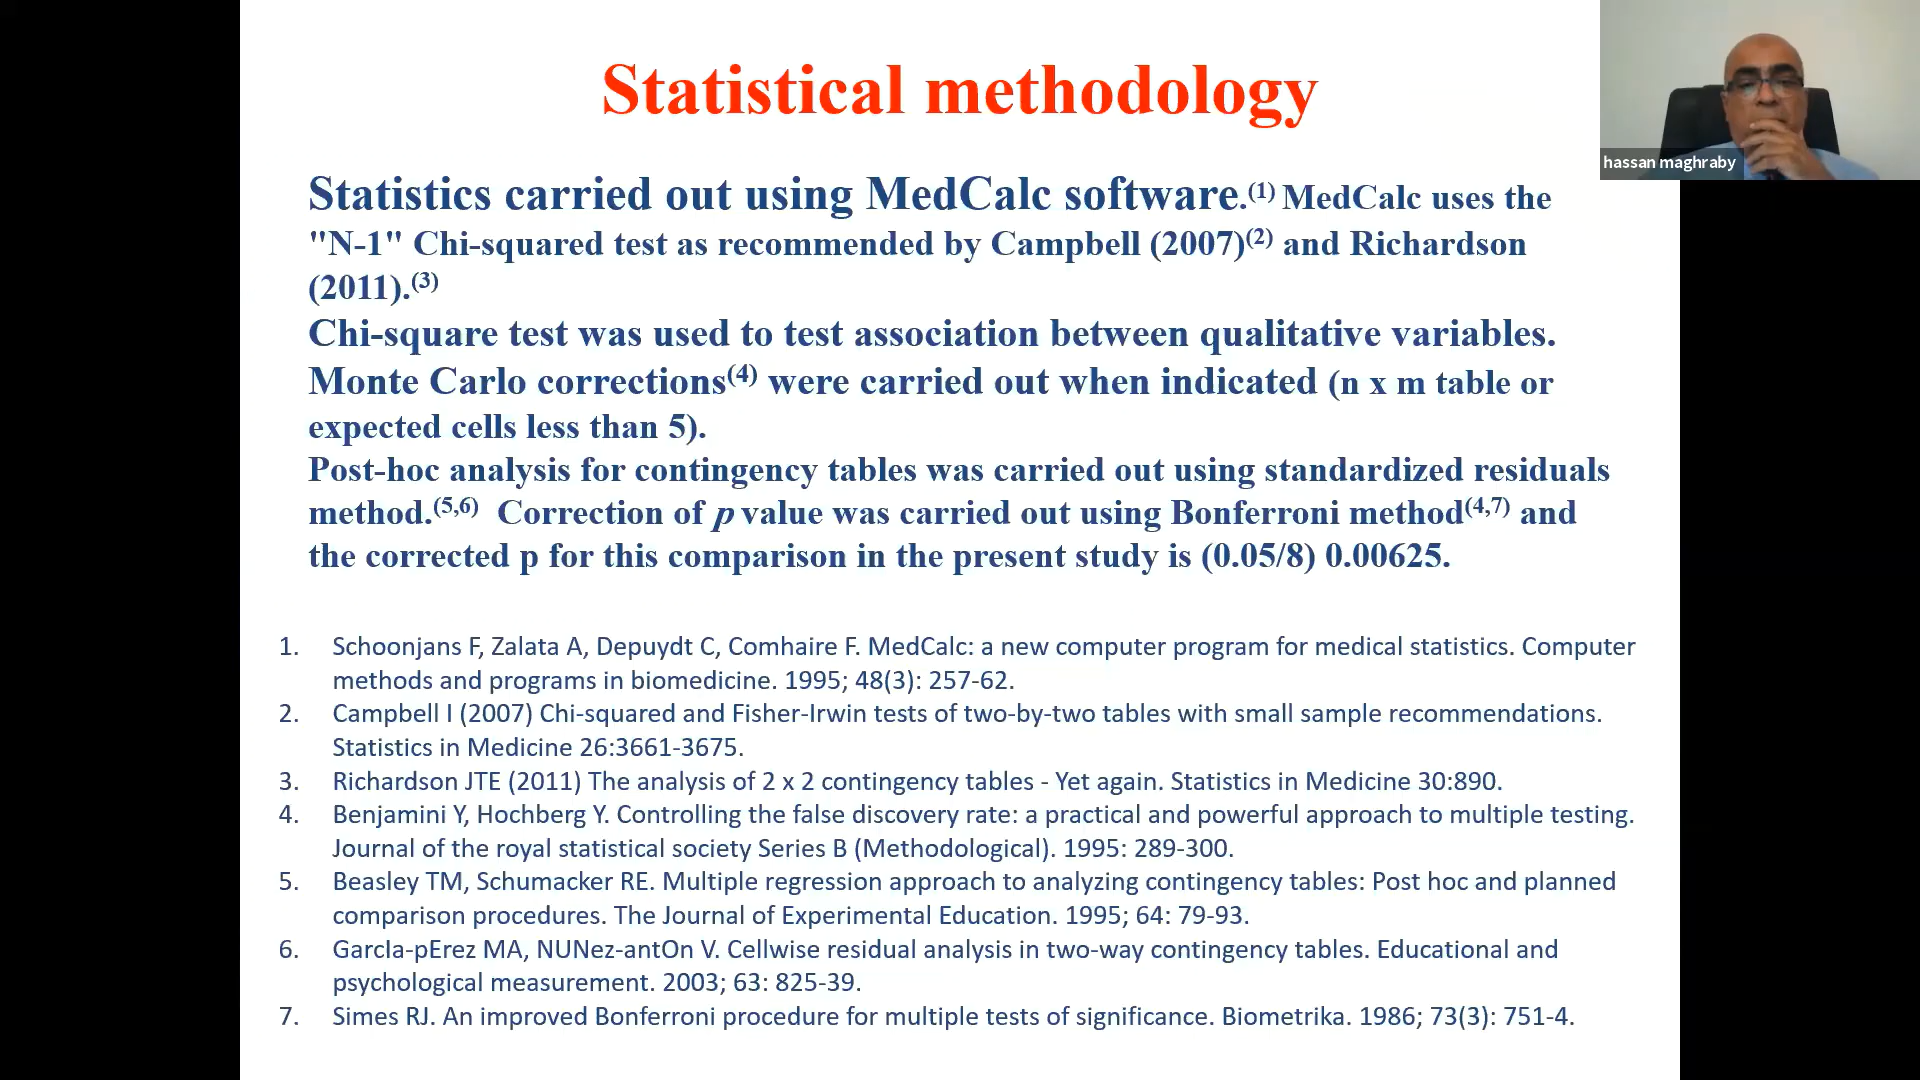 Statistical methodology
hassan maghraby
Statistics carried out using MedCalc software.(1) MedCalc uses the
"N-1" Chi-squared test as recommended by Campbell (2007)(2) and Richardson
(2011).(3)
Chi-square test was used to test association between qualitative variables.
Monte Carlo corrections(4) were carried out when indicated (n x m table or
expected cells less than 5).
Post-hoc analysis for contingency tables was carried out using standardized residuals
method.(5,6) Correction of p value was carried out using Bonferroni method(4,7) and
the corrected p for this comparison in the present study is (0.05/8) 0.00625.
1. Schoonjans F, Zalata A, Depuydt C, Comhaire F. MedCalc: a new computer program for medical statistics. Computer
methods and programs in biomedicine. 1995; 48(3): 257-62.
2. Campbell I (2007) Chi-squared and Fisher-Irwin tests of two-by-two tables with small sample recommendations.
Statistics in Medicine 26:3661-3675.
3. Richardson JTE (2011) The analysis of 2 x 2 contingency tables - Yet again. Statistics in Medicine 30:890.
4. Benjamini Y, Hochberg Y. Controlling the false discovery rate: a practical and powerful approach to multiple testing.
Journal of the royal statistical society Series B (Methodological). 1995: 289-300.
5. Beasley TM, Schumacker RE. Multiple regression approach to analyzing contingency tables: Post hoc and planned
comparison procedures. The Journal of Experimental Education. 1995; 64: 79-93.
6. GarcIa-pErez MA, NUNez-antOn V. Cellwise residual analysis in two-way contingency tables. Educational and
psychological measurement. 2003; 63: 825-39.
7. Simes RJ. An improved Bonferroni procedure for multiple tests of significance. Biometrika. 1986; 73(3): 751-4.